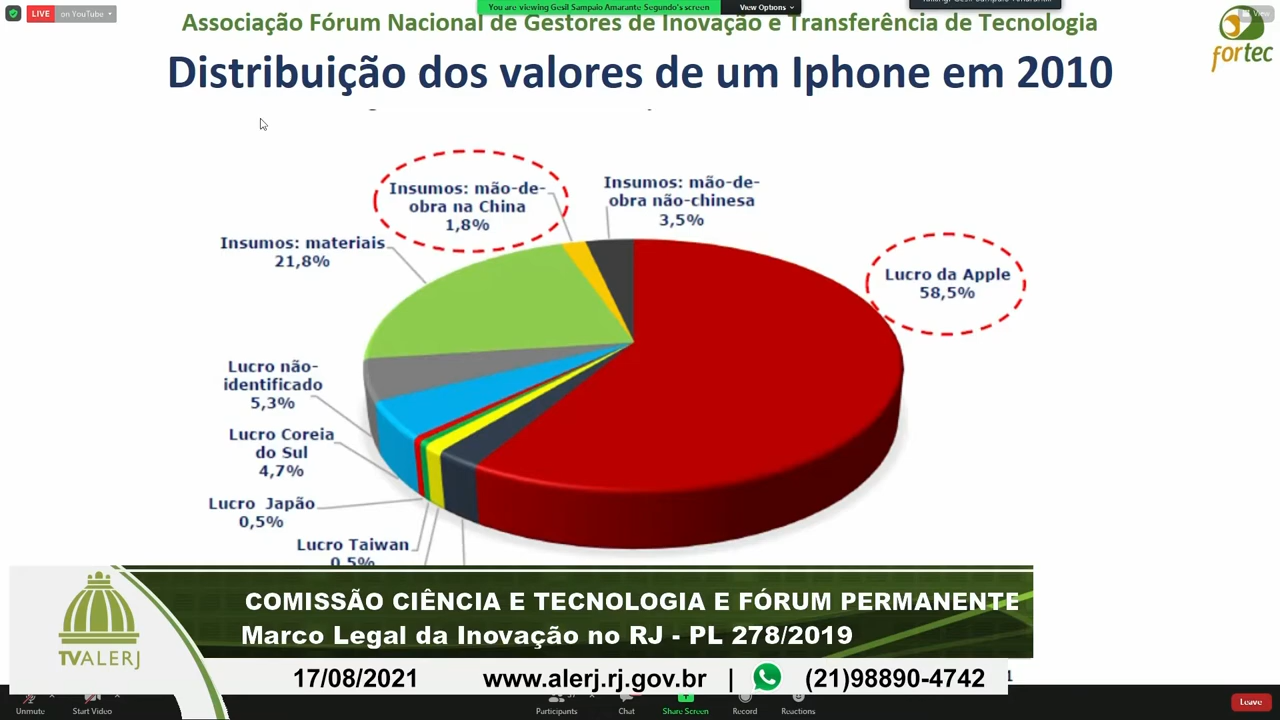 LIVE
on YouTube
You are viewing Gesil Sampaio Amarante Segundo's screen
View Options
View
Associação Fórum Nacional de Gestores de Inovação e Transferência de Tecnologia
fortec
Distribuição dos valores de um Iphone em 2010
Insumos: mão-de-
obra na China
1,8%
Insumos: mão-de-
obra não-chinesa
3,5%
Insumos: materiais
21,8%
Lucro da Apple
58,5%
Lucro não-
identificado
5,3%
Lucro Coreia
do Sul
4,7%
Lucro Japão
0,5%
Lucro Taiwan
0,5%
COMISSÃO CIÊNCIA E TECNOLOGIA E FÓRUM PERMANENTE
Marco Legal da Inovação no RJ - PL 278/2019
TVALERJ
17/08/2021 www.alerj.rj.gov.br | (21)98890-4742
Unmute
Start Video
Participants
Chat
Share Screen
Record
Reactions
Leave